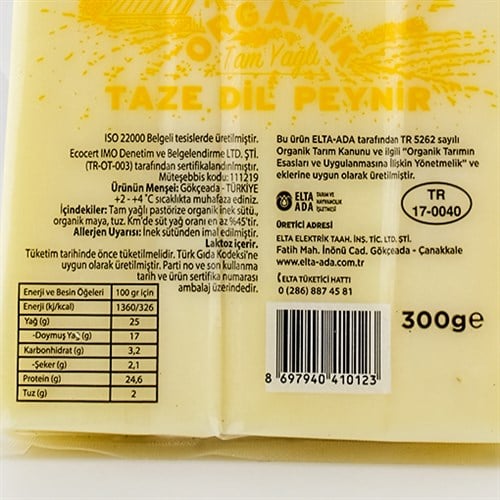 ORGANİK
Tam Yağlı
TAZE DİL PEYNİR
ISO 22000 Belgeli tesislerde üretilmiştir.
Ecocert IMO Denetim ve Belgelendirme LTD. ŞTİ.
(TR-OT-003) tarafından sertifikalandırılmıştır.
Müteşebbis kodu: 111219
Ürünün Menşei: Gökçeada - TÜRKİYE
+2 - +4 °C sıcaklıkta muhafaza ediniz.
İçindekiler: Tam yağlı pastörize organik inek sütü,
organik maya, tuz. Km'de süt yağ oranı en az %45'tir.
Allerjen Uyarısı: İnek sütünden imal edilmiştir.
Laktoz içerir.
Tüketim tarihinden önce tüketilmelidir. Türk Gıda Kodeksi'ne
uygun olarak üretilmiştir. Parti no ve son kullanma
tarih ve ürün sertifika numarası
ambalaj üzerindedir.
Enerji ve Besin Öğeleri 100 gr için
Enerji (kj/kcal) 1360/326
Yağ (g) 25
-Doymuş Yağ (g) 17
Karbonhidrat (g) 3,2
-Şeker (g) 2,1
Protein (g) 24,6
Tuz (g) 2
Bu ürün ELTA-ADA tarafından TR 5262 sayılı
Organik Tarım Kanunu ve ilgili "Organik Tarımın
Esasları ve Uygulanmasına İlişkin Yönetmelik" ve
eklerine uygun olarak üretilmiştir.
ELTA
ADA
TARIM VE
HAYVANCILIK
İŞLETMESİ
TR
17-0040
ÜRETİCİ ADRESİ
ELTA ELEKTRİK TAAH. İNŞ. TİC. LTD. ŞTİ.
Fatih Mah. İnönü Cad. Gökçeada - Çanakkale
www.elta-ada.com.tr
ELTA TÜKETİCİ HATTI
0 (286) 887 45 81
300g e
8 697940 410123